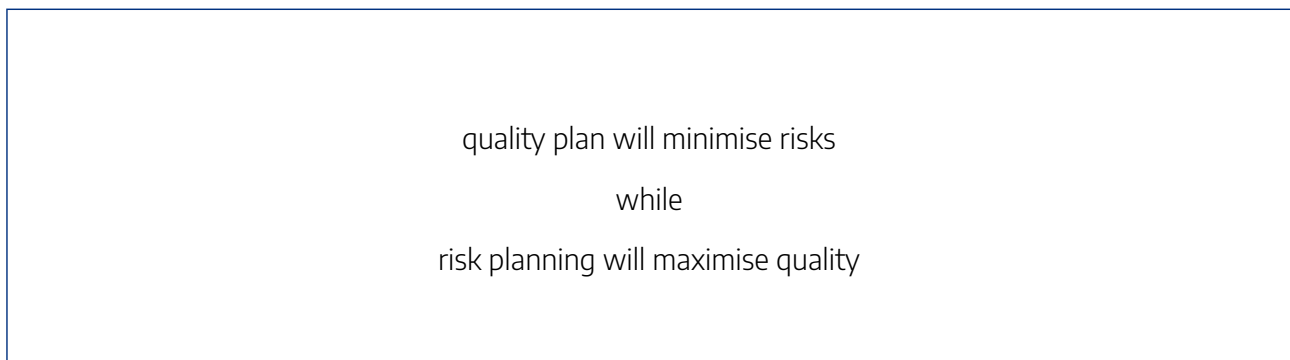 quality plan will minimise risks
while
risk planning will maximise quality